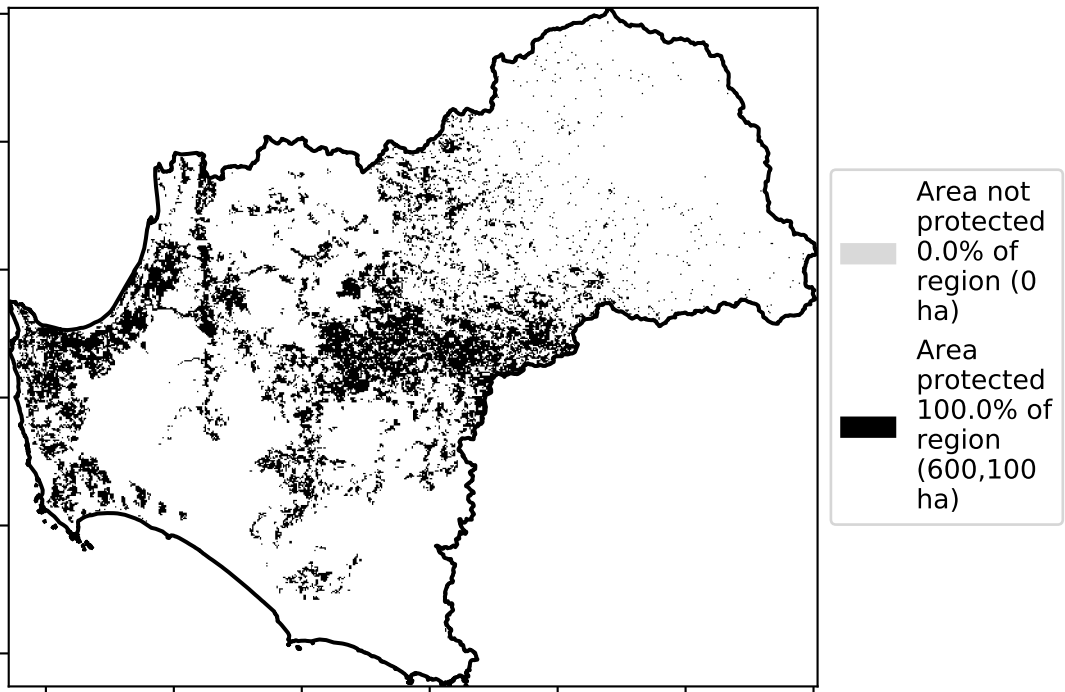 Area not
protected
0.0% of
region (0
ha)
Area
protected
100.0% of
region
(600,100
ha)